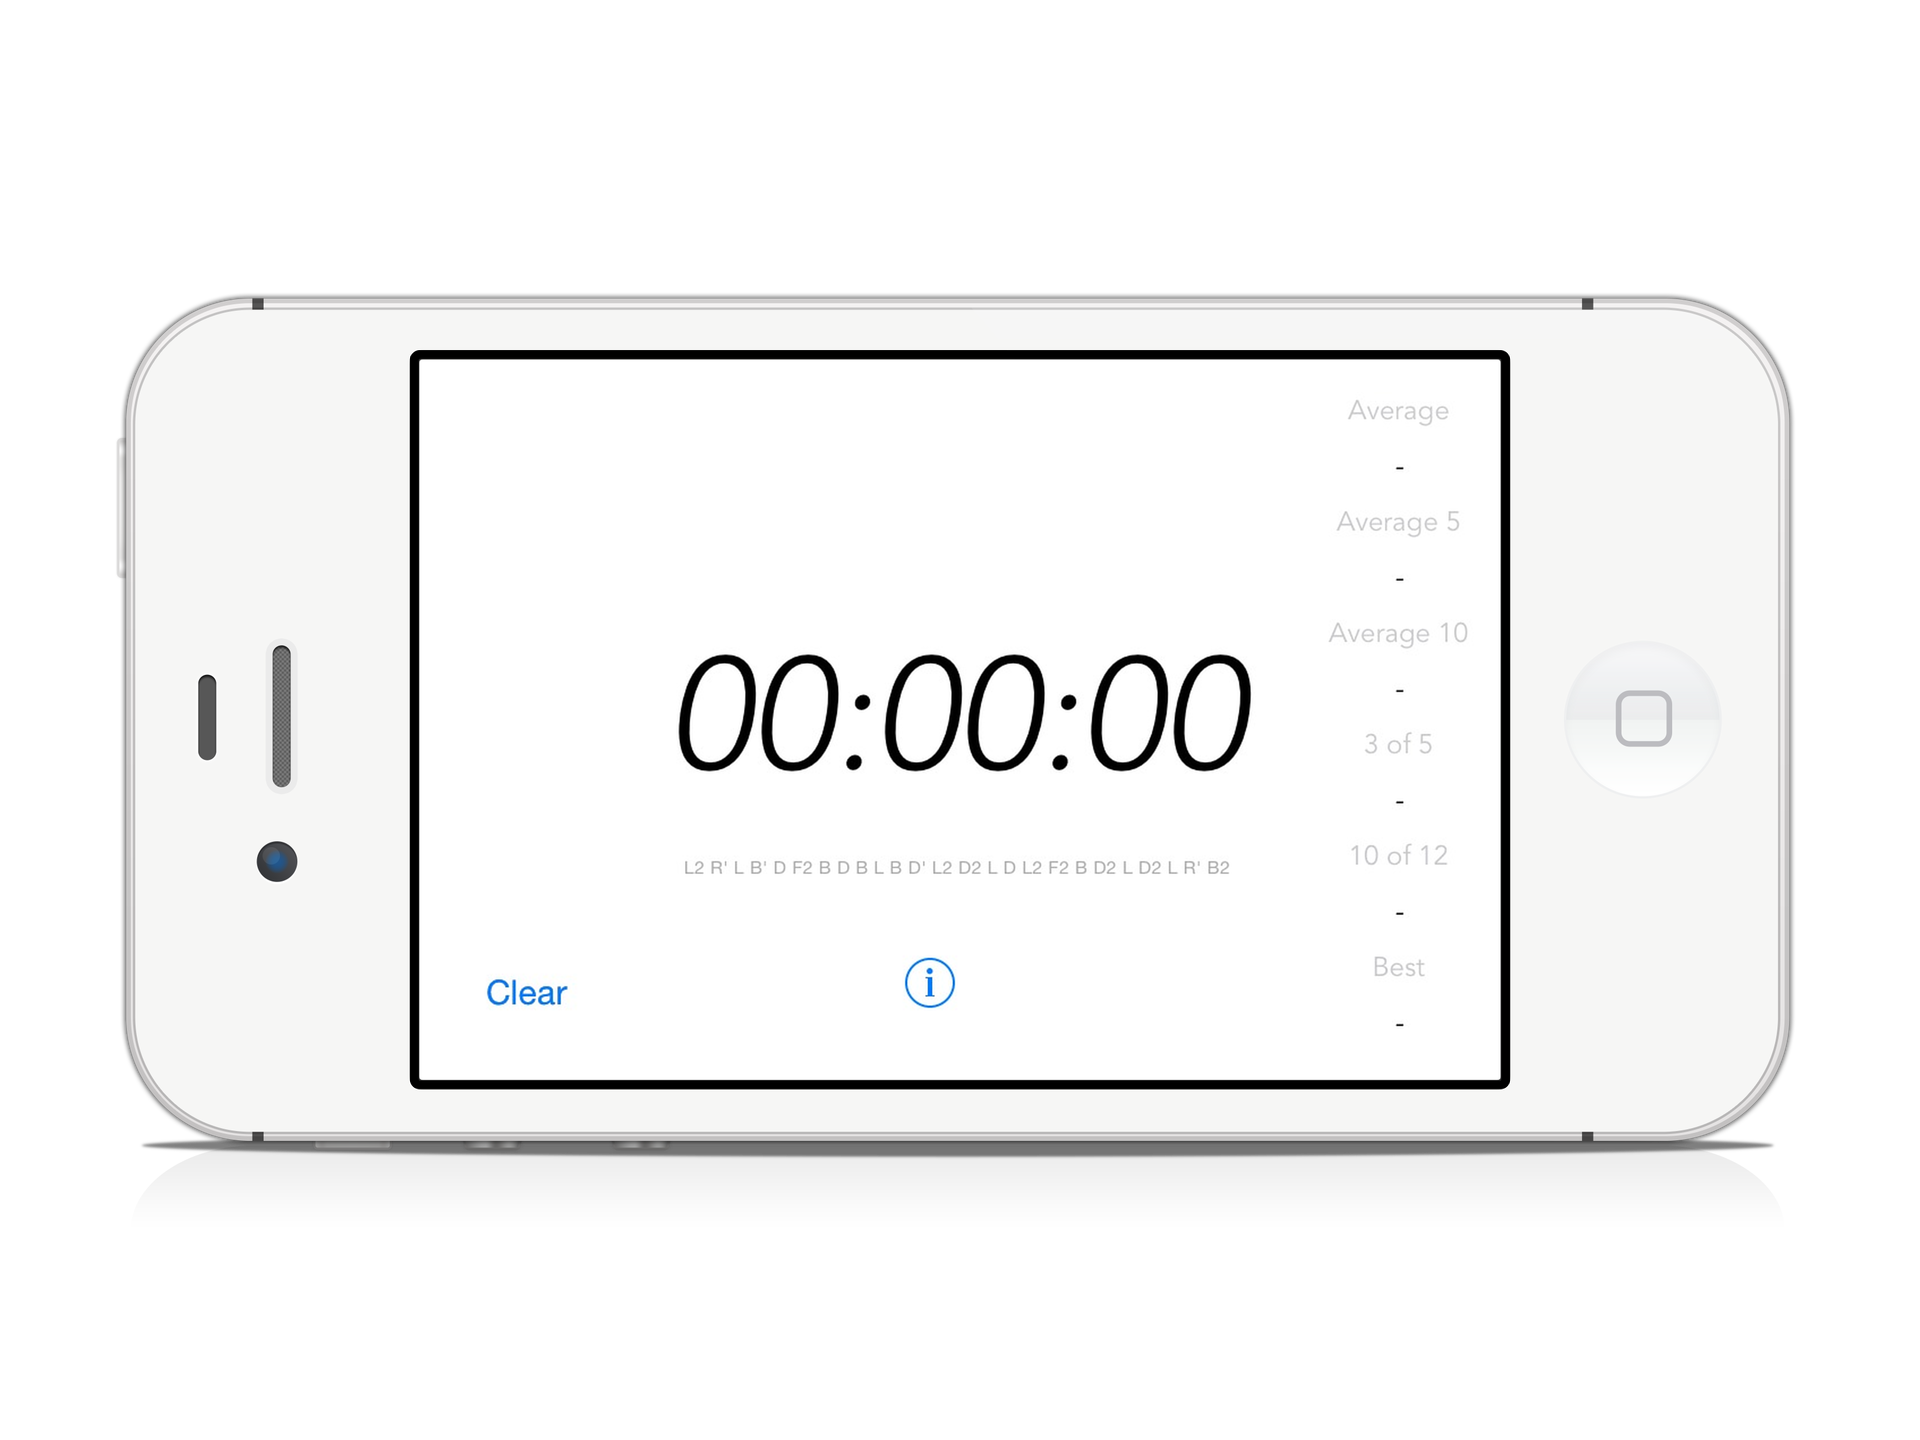 Average
-
Average 5
-
Average 10
-
3 of 5
-
10 of 12
-
Best
-
00:00:00
L2 R' L B' D F2 B D B L B D' L2 D2 L D L2 F2 B D2 L D2 L R' B2
Clear
i